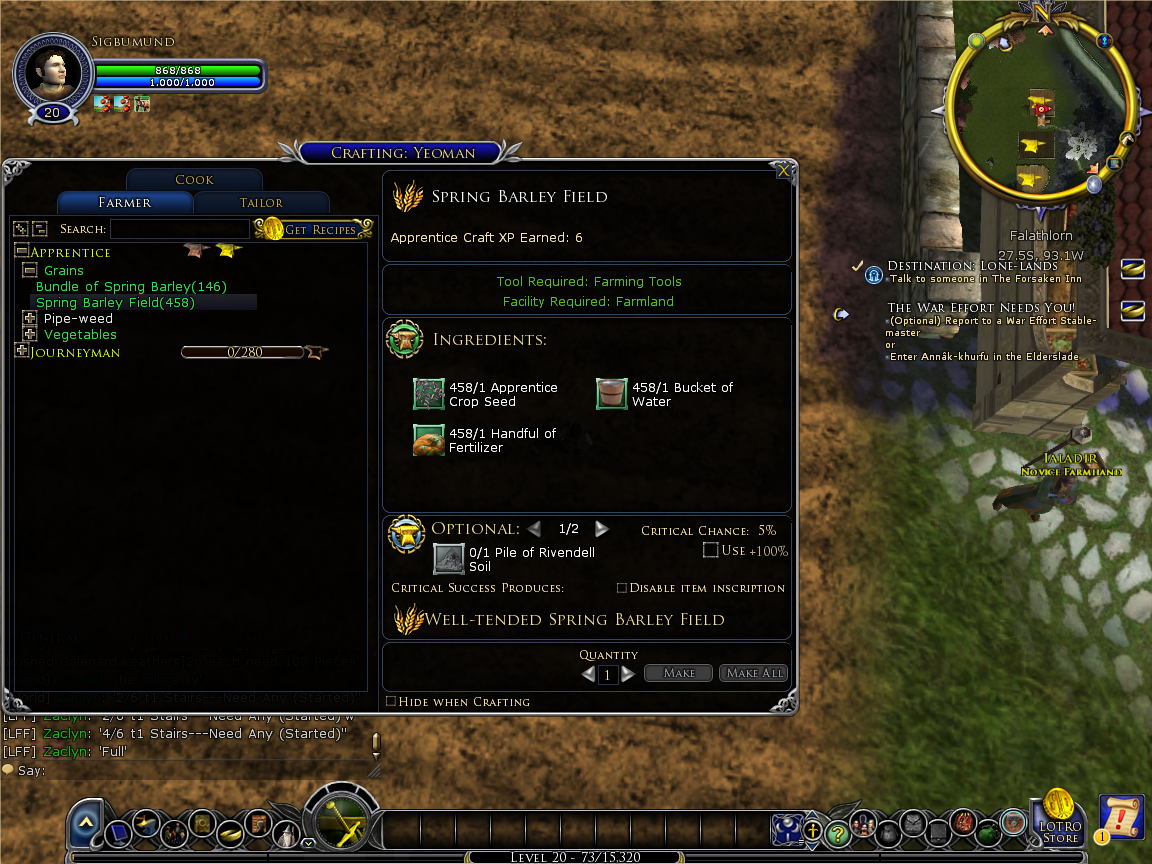 Sigbumund
868/868
1.000/1.000
20
N
Crafting: Yeoman
X
Cook
Farmer
Tailor
Search:
Get Recipes
Apprentice
Grains
Bundle of Spring Barley(146)
Spring Barley Field(458)
Pipe-weed
Vegetables
Journeyman
0/280
Spring Barley Field
Apprentice Craft XP Earned: 6
Tool Required: Farming Tools
Facility Required: Farmland
Ingredients:
458/1 Apprentice
Crop Seed
458/1 Bucket of
Water
458/1 Handful of
Fertilizer
Optional:
1/2
Critical Chance: 5%
0/1 Pile of Rivendell
Soil
Use +100%
Critical Success Produces:
Disable item inscription
Well-tended Spring Barley Field
Quantity
1
Make
Make All
Hide when Crafting
Falathlorn
27.5S, 93.1W
Destination: Lone-lands
Talk to someone in The Forsaken Inn
The War Effort Needs You!
(Optional) Report to a War Effort Stable-
master
or
Enter Annâk-khurfu in the Elderslade
Ialadir
Novice Farmhand
[LFF] Zaclyn: '2/6 t1 Stairs---Need Any (Started)'
[LFF] Zaclyn: '4/6 t1 Stairs---Need Any (Started)"
[LFF] Zaclyn: 'Full'
Say:
LOTRO
Store
1
Level 20 - 73/15.320